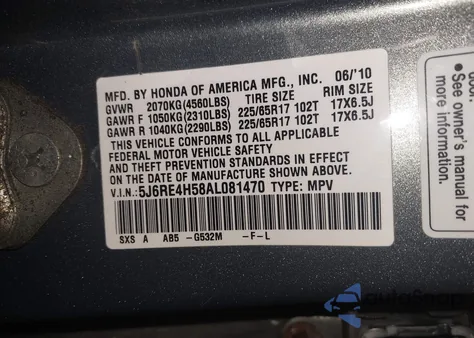 MFD. BY HONDA OF AMERICA MFG., INC. 06/'10
GVWR 2070KG(4560LBS) TIRE SIZE RIM SIZE
GAWR F 1050KG(2310LBS) 225/65R17 102T 17X6.5J
GAWR R 1040KG(2290LBS) 225/65R17 102T 17X6.5J
THIS VEHICLE CONFORMS TO ALL APPLICABLE
FEDERAL MOTOR VEHICLE SAFETY
AND THEFT PREVENTION STANDARDS IN EFFECT
ON THE DATE OF MANUFACTURE SHOWN ABOVE.
V.I.N.: 5J6RE4H58AL081470 TYPE: MPV
SXS A AB5 -G532M -F-L
•See owner's
manual for